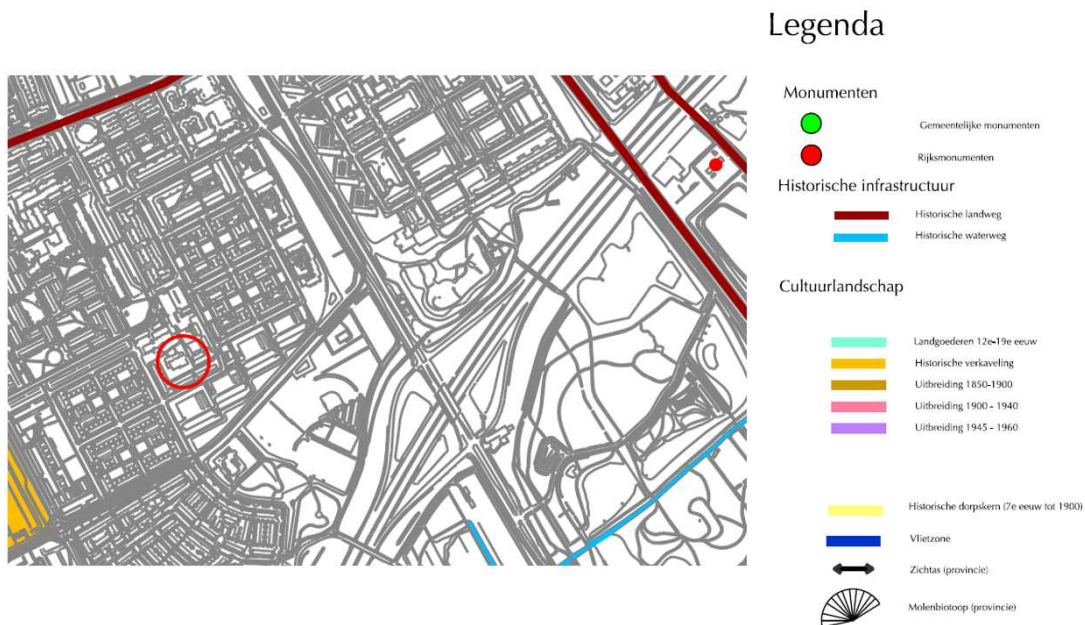 Legenda
Monumenten
Gemeentelijke monumenten
Rijksmonumenten
Historische infrastructuur
Historische landweg
Historische waterweg
Cultuurlandschap
Landgoederen 12e-19e eeuw
Historische verkaveling
Uitbreiding 1850-1900
Uitbreiding 1900 - 1940
Uitbreiding 1945 - 1960
Historische dorpskern (7e eeuw tot 1900)
Vlietzone
Zichtas (provincie)
Molenbiotoop (provincie)